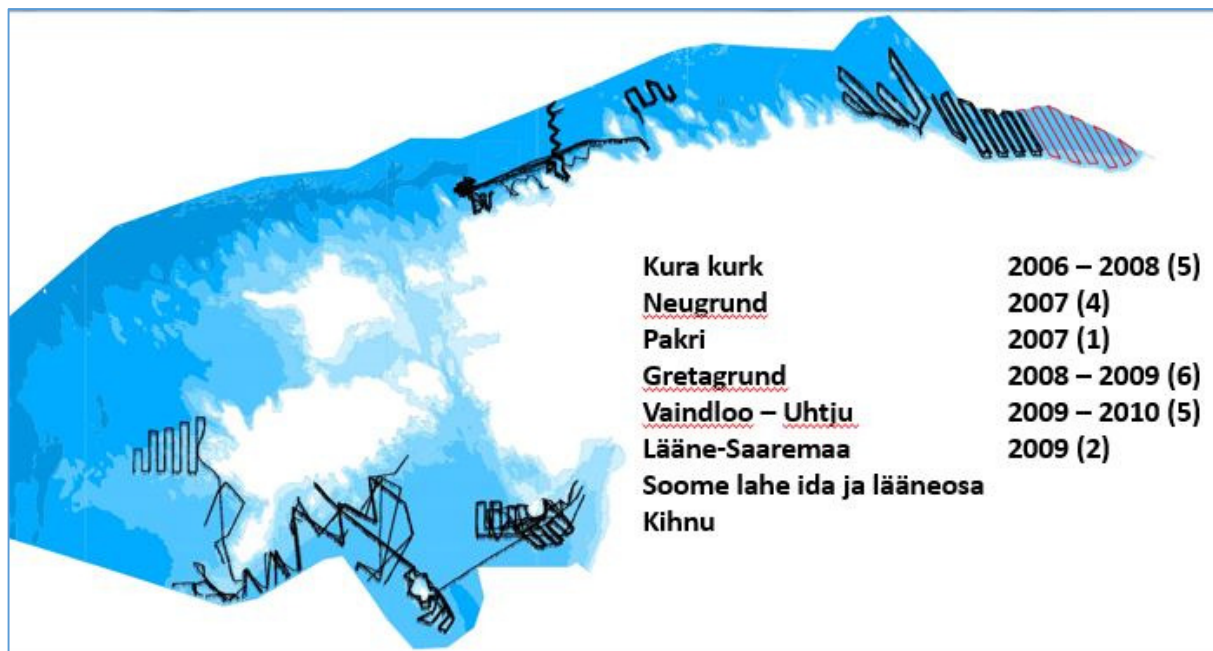 Kura kurk 2006 – 2008 (5)
Neugrund 2007 (4)
Pakri 2007 (1)
Gretagrund 2008 – 2009 (6)
Vaindloo – Uhtju 2009 – 2010 (5)
Lääne-Saaremaa 2009 (2)
Soome lahe ida ja lääneosa
Kihnu